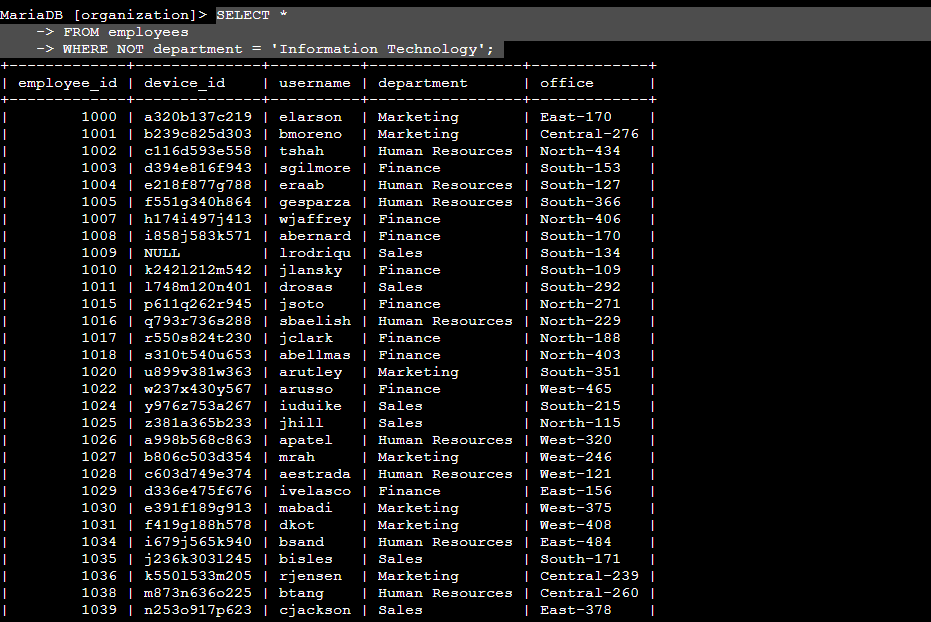 MariaDB [organization]> SELECT *
    -> FROM employees
    -> WHERE NOT department = 'Information Technology';
+-------------+--------------+----------+-----------------+-------------+
| employee_id | device_id    | username | department      | office      |
+-------------+--------------+----------+-----------------+-------------+
|        1000 | a320b137c219 | elarson  | Marketing       | East-170    |
|        1001 | b239c825d303 | bmoreno  | Marketing       | Central-276 |
|        1002 | c116d593e558 | tshah    | Human Resources | North-434   |
|        1003 | d394e816f943 | sgilmore | Finance         | South-153   |
|        1004 | e218f877g788 | eraab    | Human Resources | South-127   |
|        1005 | f551g340h864 | gesparza | Human Resources | South-366   |
|        1007 | h174i497j413 | wjaffrey | Finance         | North-406   |
|        1008 | i858j583k571 | abernard | Finance         | South-170   |
|        1009 | NULL         | lrodriqu | Sales           | South-134   |
|        1010 | k242l212m542 | jlansky  | Finance         | South-109   |
|        1011 | l748m120n401 | drosas   | Sales           | South-292   |
|        1015 | p611q262r945 | jsoto    | Finance         | North-271   |
|        1016 | q793r736s288 | sbaelish | Human Resources | North-229   |
|        1017 | r550s824t230 | jclark   | Finance         | North-188   |
|        1018 | s310t540u653 | abellmas | Finance         | North-403   |
|        1020 | u899v381w363 | arutley  | Marketing       | South-351   |
|        1022 | w237x430y567 | arusso   | Finance         | West-465    |
|        1024 | y976z753a267 | iuduike  | Sales           | South-215   |
|        1025 | z381a365b233 | jhill    | Sales           | North-115   |
|        1026 | a998b568c863 | apatel   | Human Resources | West-320    |
|        1027 | b806c503d354 | mrah     | Marketing       | West-246    |
|        1028 | c603d749e374 | aestrada | Human Resources | West-121    |
|        1029 | d336e475f676 | ivelasco | Finance         | East-156    |
|        1030 | e391f189g913 | mabadi   | Marketing       | West-375    |
|        1031 | f419g188h578 | dkot     | Marketing       | West-408    |
|        1034 | i679j565k940 | bsand    | Human Resources | East-484    |
|        1035 | j236k303l245 | bisles   | Sales           | South-171   |
|        1036 | k550l533m205 | rjensen  | Marketing       | Central-239 |
|        1038 | m873n636o225 | btang    | Human Resources | Central-260 |
|        1039 | n253o917p623 | cjackson | Sales           | East-378    |